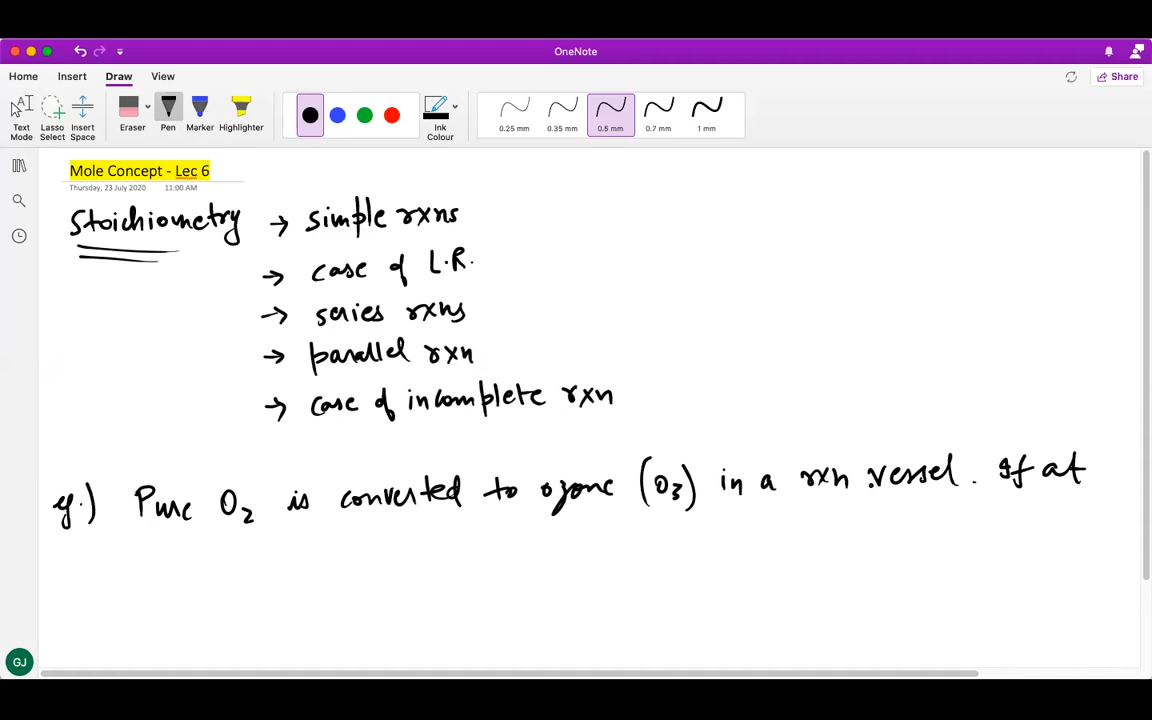 OneNote
Home Insert Draw View
Share
Text Mode
Lasso Select
Insert Space
Eraser
Pen
Marker
Highlighter
Ink Colour
0.25 mm
0.35 mm
0.5 mm
0.7 mm
1 mm
Mole Concept - Lec 6
Thursday, 23 July 2020 11:00 AM
Stoichiometry → simple rxns
→ case of L.R.
→ series rxns
→ parallel rxn
→ case of incomplete rxn
eg.) Pure O₂ is converted to ozone (O₃) in a rxn vessel. If at
GJ